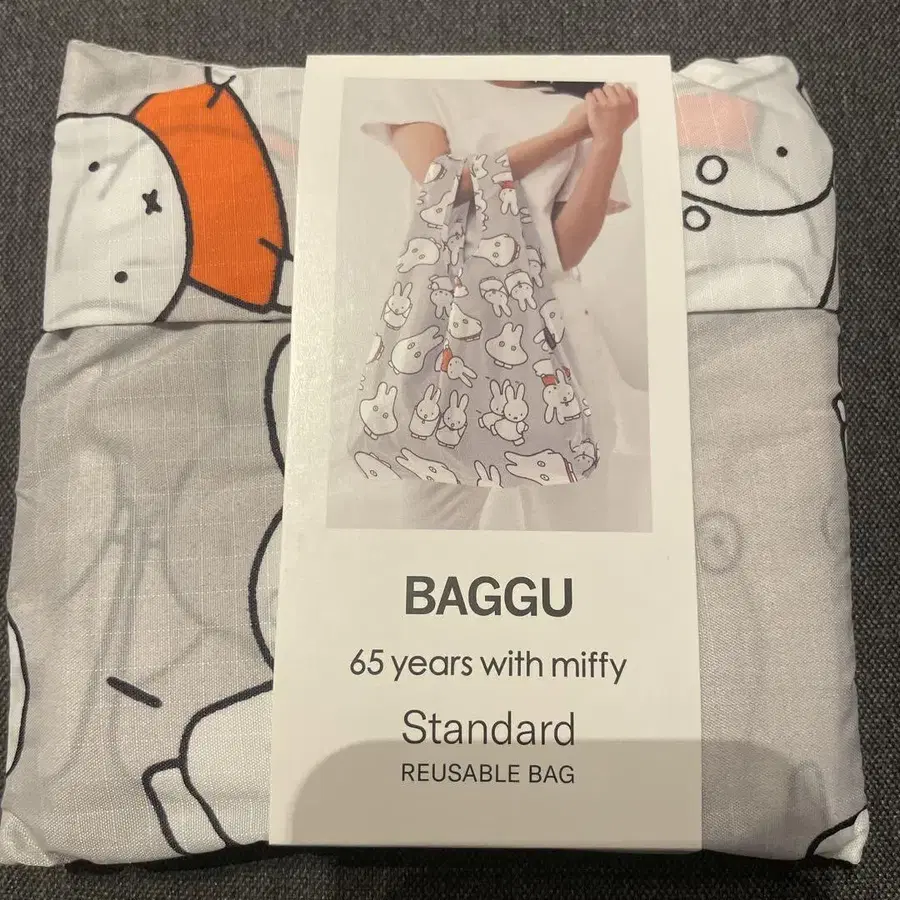 BAGGU
65 years with miffy
Standard
REUSABLE BAG